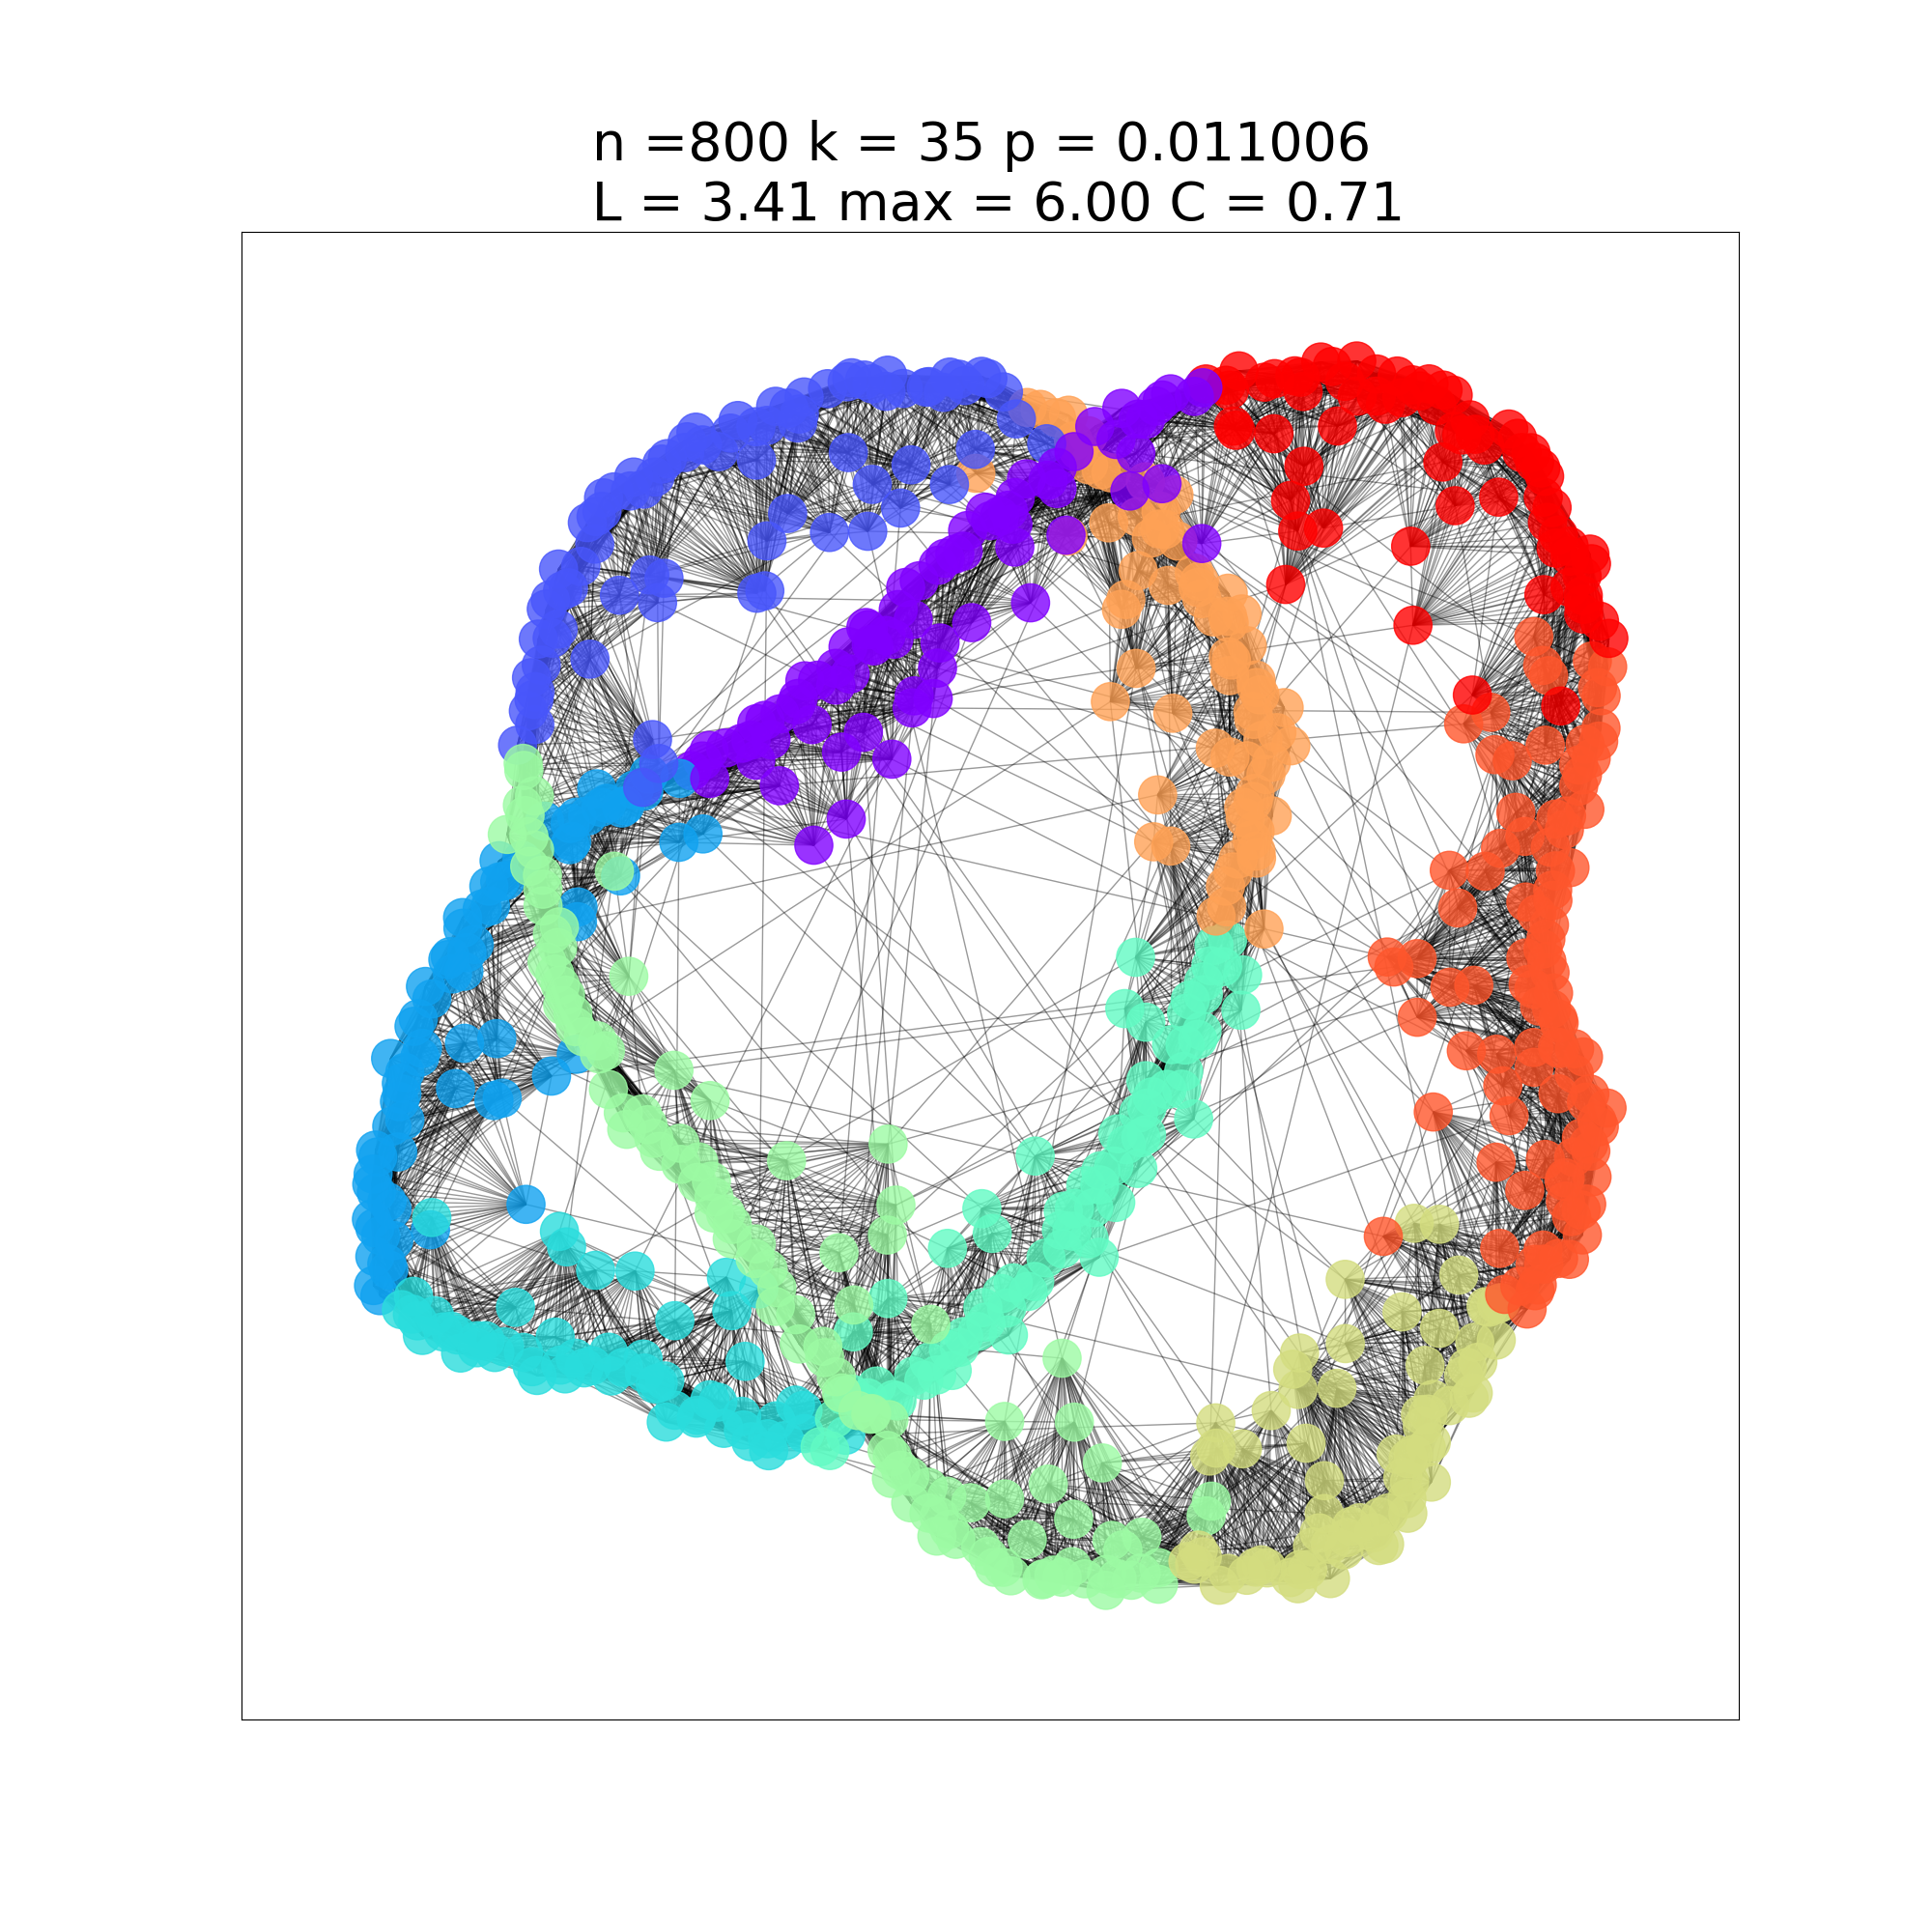 n =800 k = 35 p = 0.011006
L = 3.41 max = 6.00 C = 0.71